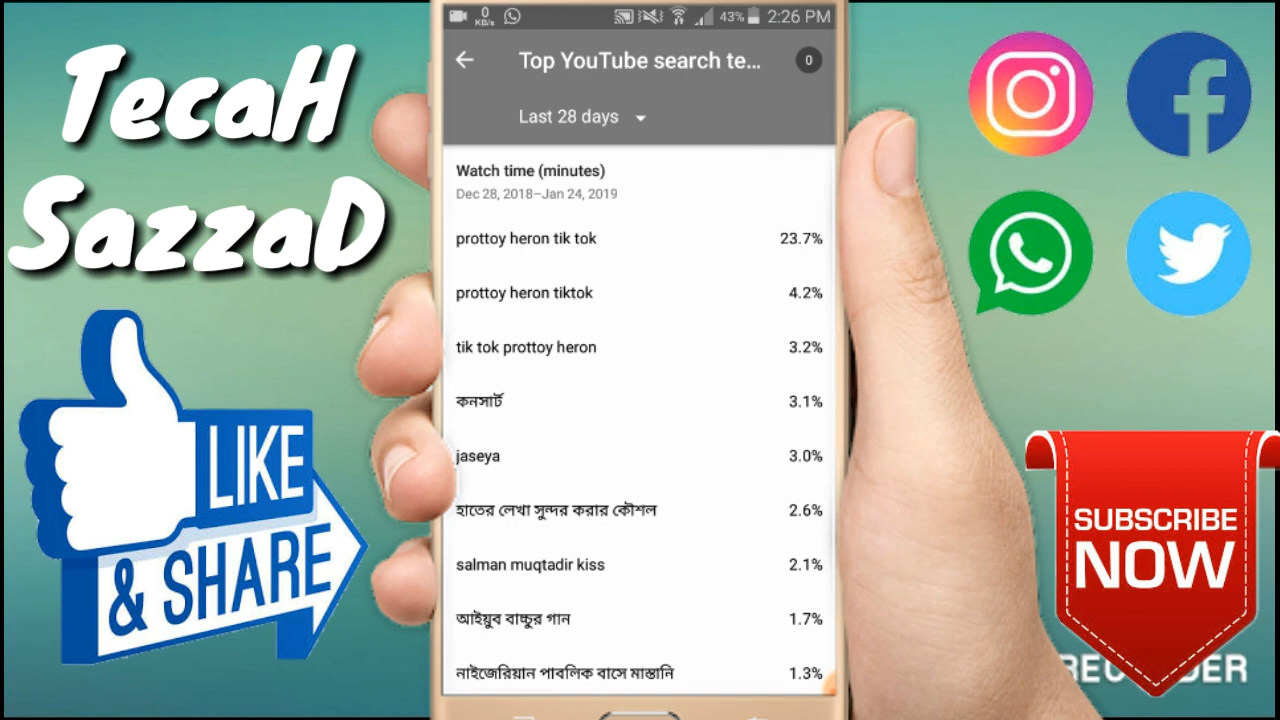 TecaH
SazzaD
LIKE
& SHARE
0
KB/s
43%
2:26 PM
Top YouTube search te...
0
Last 28 days
Watch time (minutes)
Dec 28, 2018–Jan 24, 2019
prottoy heron tik tok 23.7%
prottoy heron tiktok 4.2%
tik tok prottoy heron 3.2%
কনসার্ট 3.1%
jaseya 3.0%
হাতের লেখা সুন্দর করার কৌশল 2.6%
salman muqtadir kiss 2.1%
আইয়ুব বাচ্চুর গান 1.7%
নাইজেরিয়ান পাবলিক বাসে মাস্তানি 1.3%
SUBSCRIBE
NOW